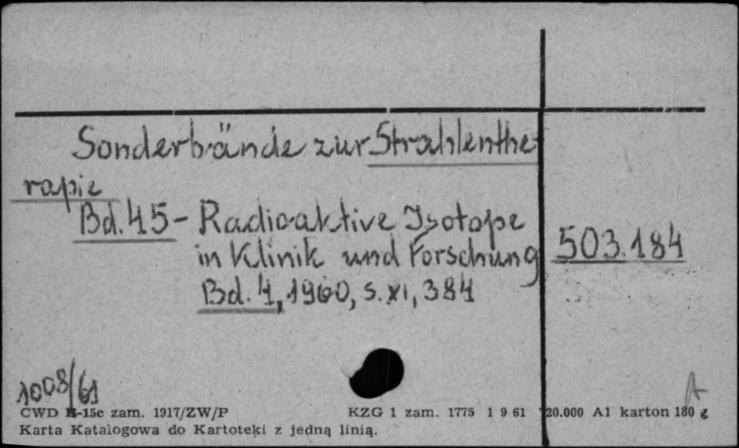 Sonderbände zur Strahlenthe-
rapie
Bd. 45 - Radioaktive Isotope
in Klinik und Forschung
503.184
Bd. 4, 1960, s. XI, 384
1008/61
A
CWD B-15c zam. 1917/ZW/P KZG 1 zam. 1775 1 9 61 20.000 A1 karton 180 g
Karta Katalogowa do Kartoteki z jedną linią.